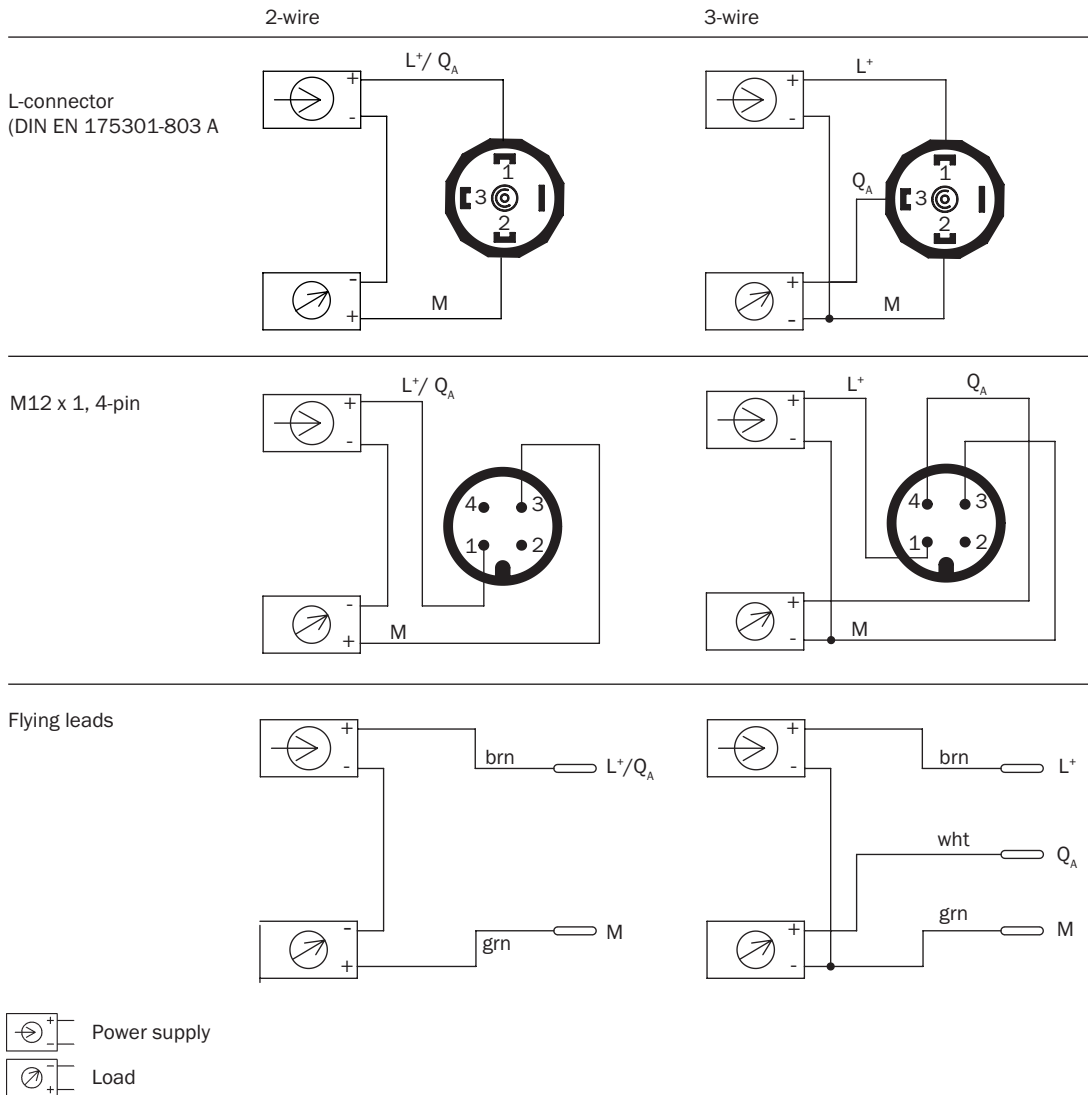 2-wire 3-wire
L-connector
(DIN EN 175301-803 A
+ L⁺/ Q_A
-
1
3
2
-
+ M
+ L⁺
-
1
Q_A
3
2
+
- M
M12 x 1, 4-pin
L⁺/ Q_A
+
-
4 3
1 2
-
+ M
L⁺ Q_A
+
-
4 3
1 2
+
- M
Flying leads
+
- brn L⁺/Q_A
-
+ grn M
+
- brn L⁺
wht Q_A
+ grn M
-
+
- Power supply
-
+ Load